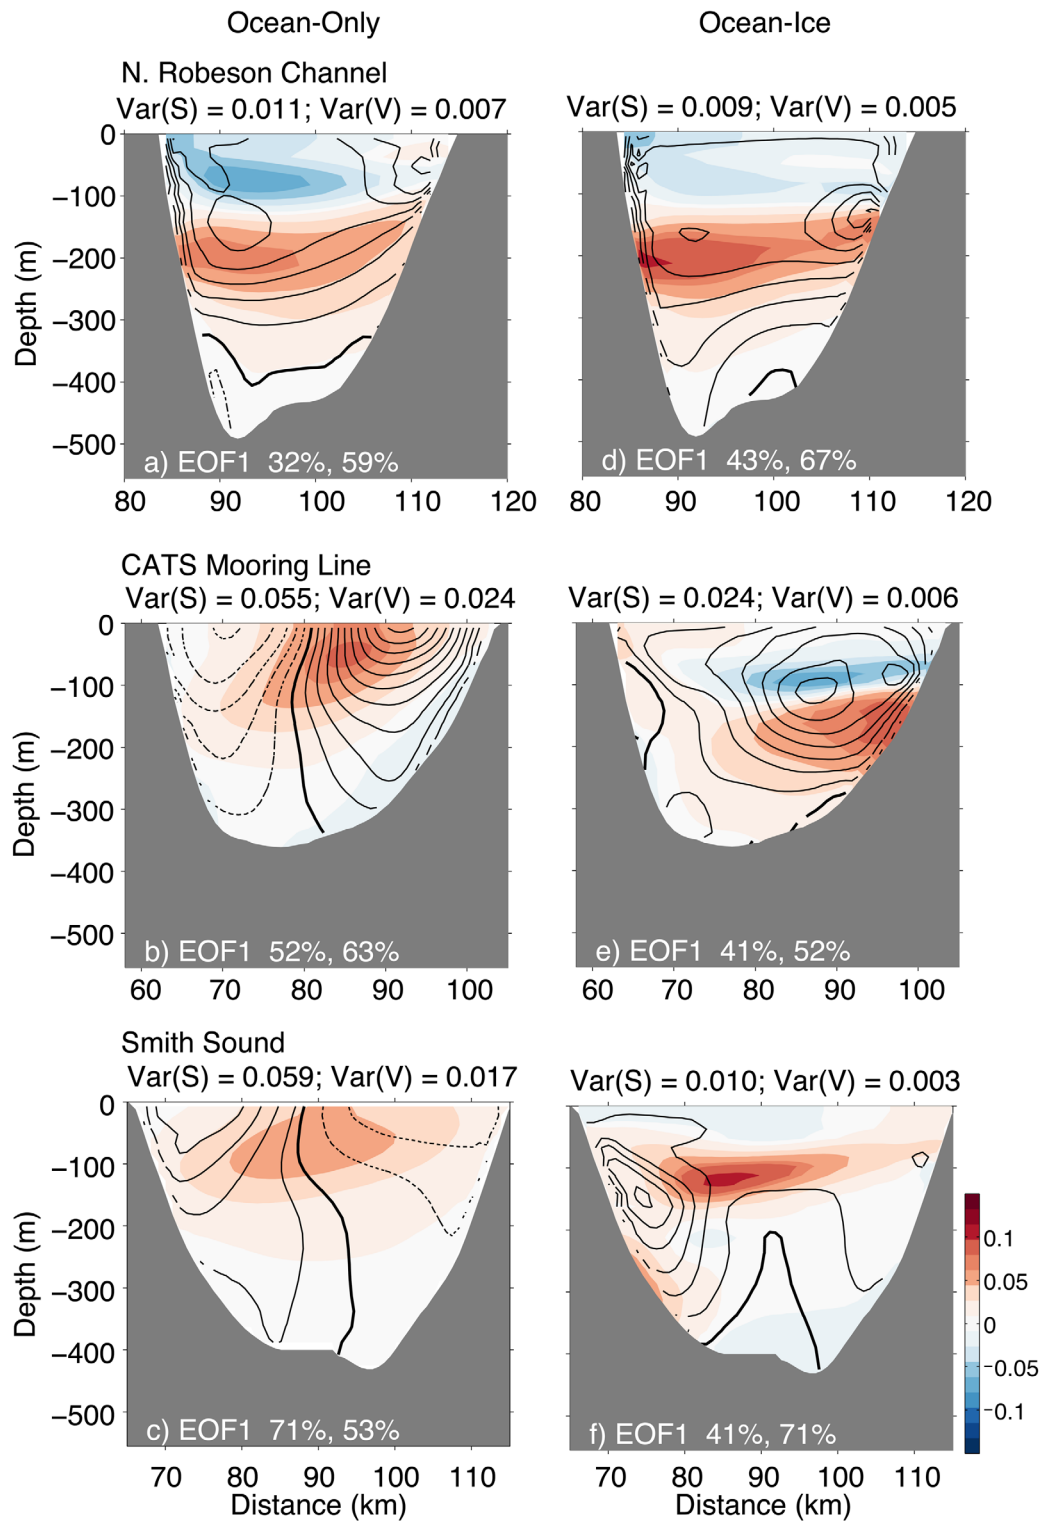 Ocean-Only
Ocean-Ice
N. Robeson Channel
Var(S) = 0.011; Var(V) = 0.007
Var(S) = 0.009; Var(V) = 0.005
0
−100
−200
−300
−400
−500
Depth (m)
a) EOF1 32%, 59%
d) EOF1 43%, 67%
80 90 100 110 120
80 90 100 110 120
CATS Mooring Line
Var(S) = 0.055; Var(V) = 0.024
Var(S) = 0.024; Var(V) = 0.006
0
−100
−200
−300
−400
−500
Depth (m)
b) EOF1 52%, 63%
e) EOF1 41%, 52%
60 70 80 90 100
60 70 80 90 100
Smith Sound
Var(S) = 0.059; Var(V) = 0.017
Var(S) = 0.010; Var(V) = 0.003
0
−100
−200
−300
−400
−500
Depth (m)
c) EOF1 71%, 53%
f) EOF1 41%, 71%
70 80 90 100 110
70 80 90 100 110
Distance (km)
Distance (km)
0.1
0.05
0
−0.05
−0.1